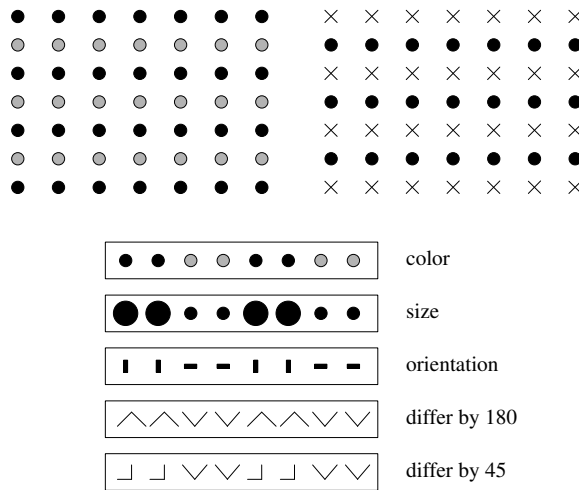 color
size
orientation
differ by 180
differ by 45